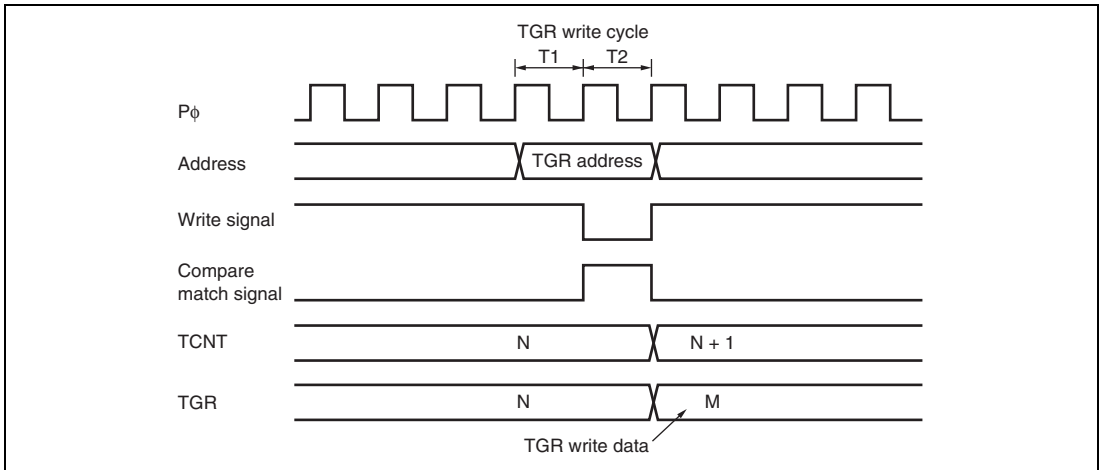 TGR write cycle
T1 T2
Pϕ
Address TGR address
Write signal
Compare
match signal
TCNT N N + 1
TGR N M
TGR write data